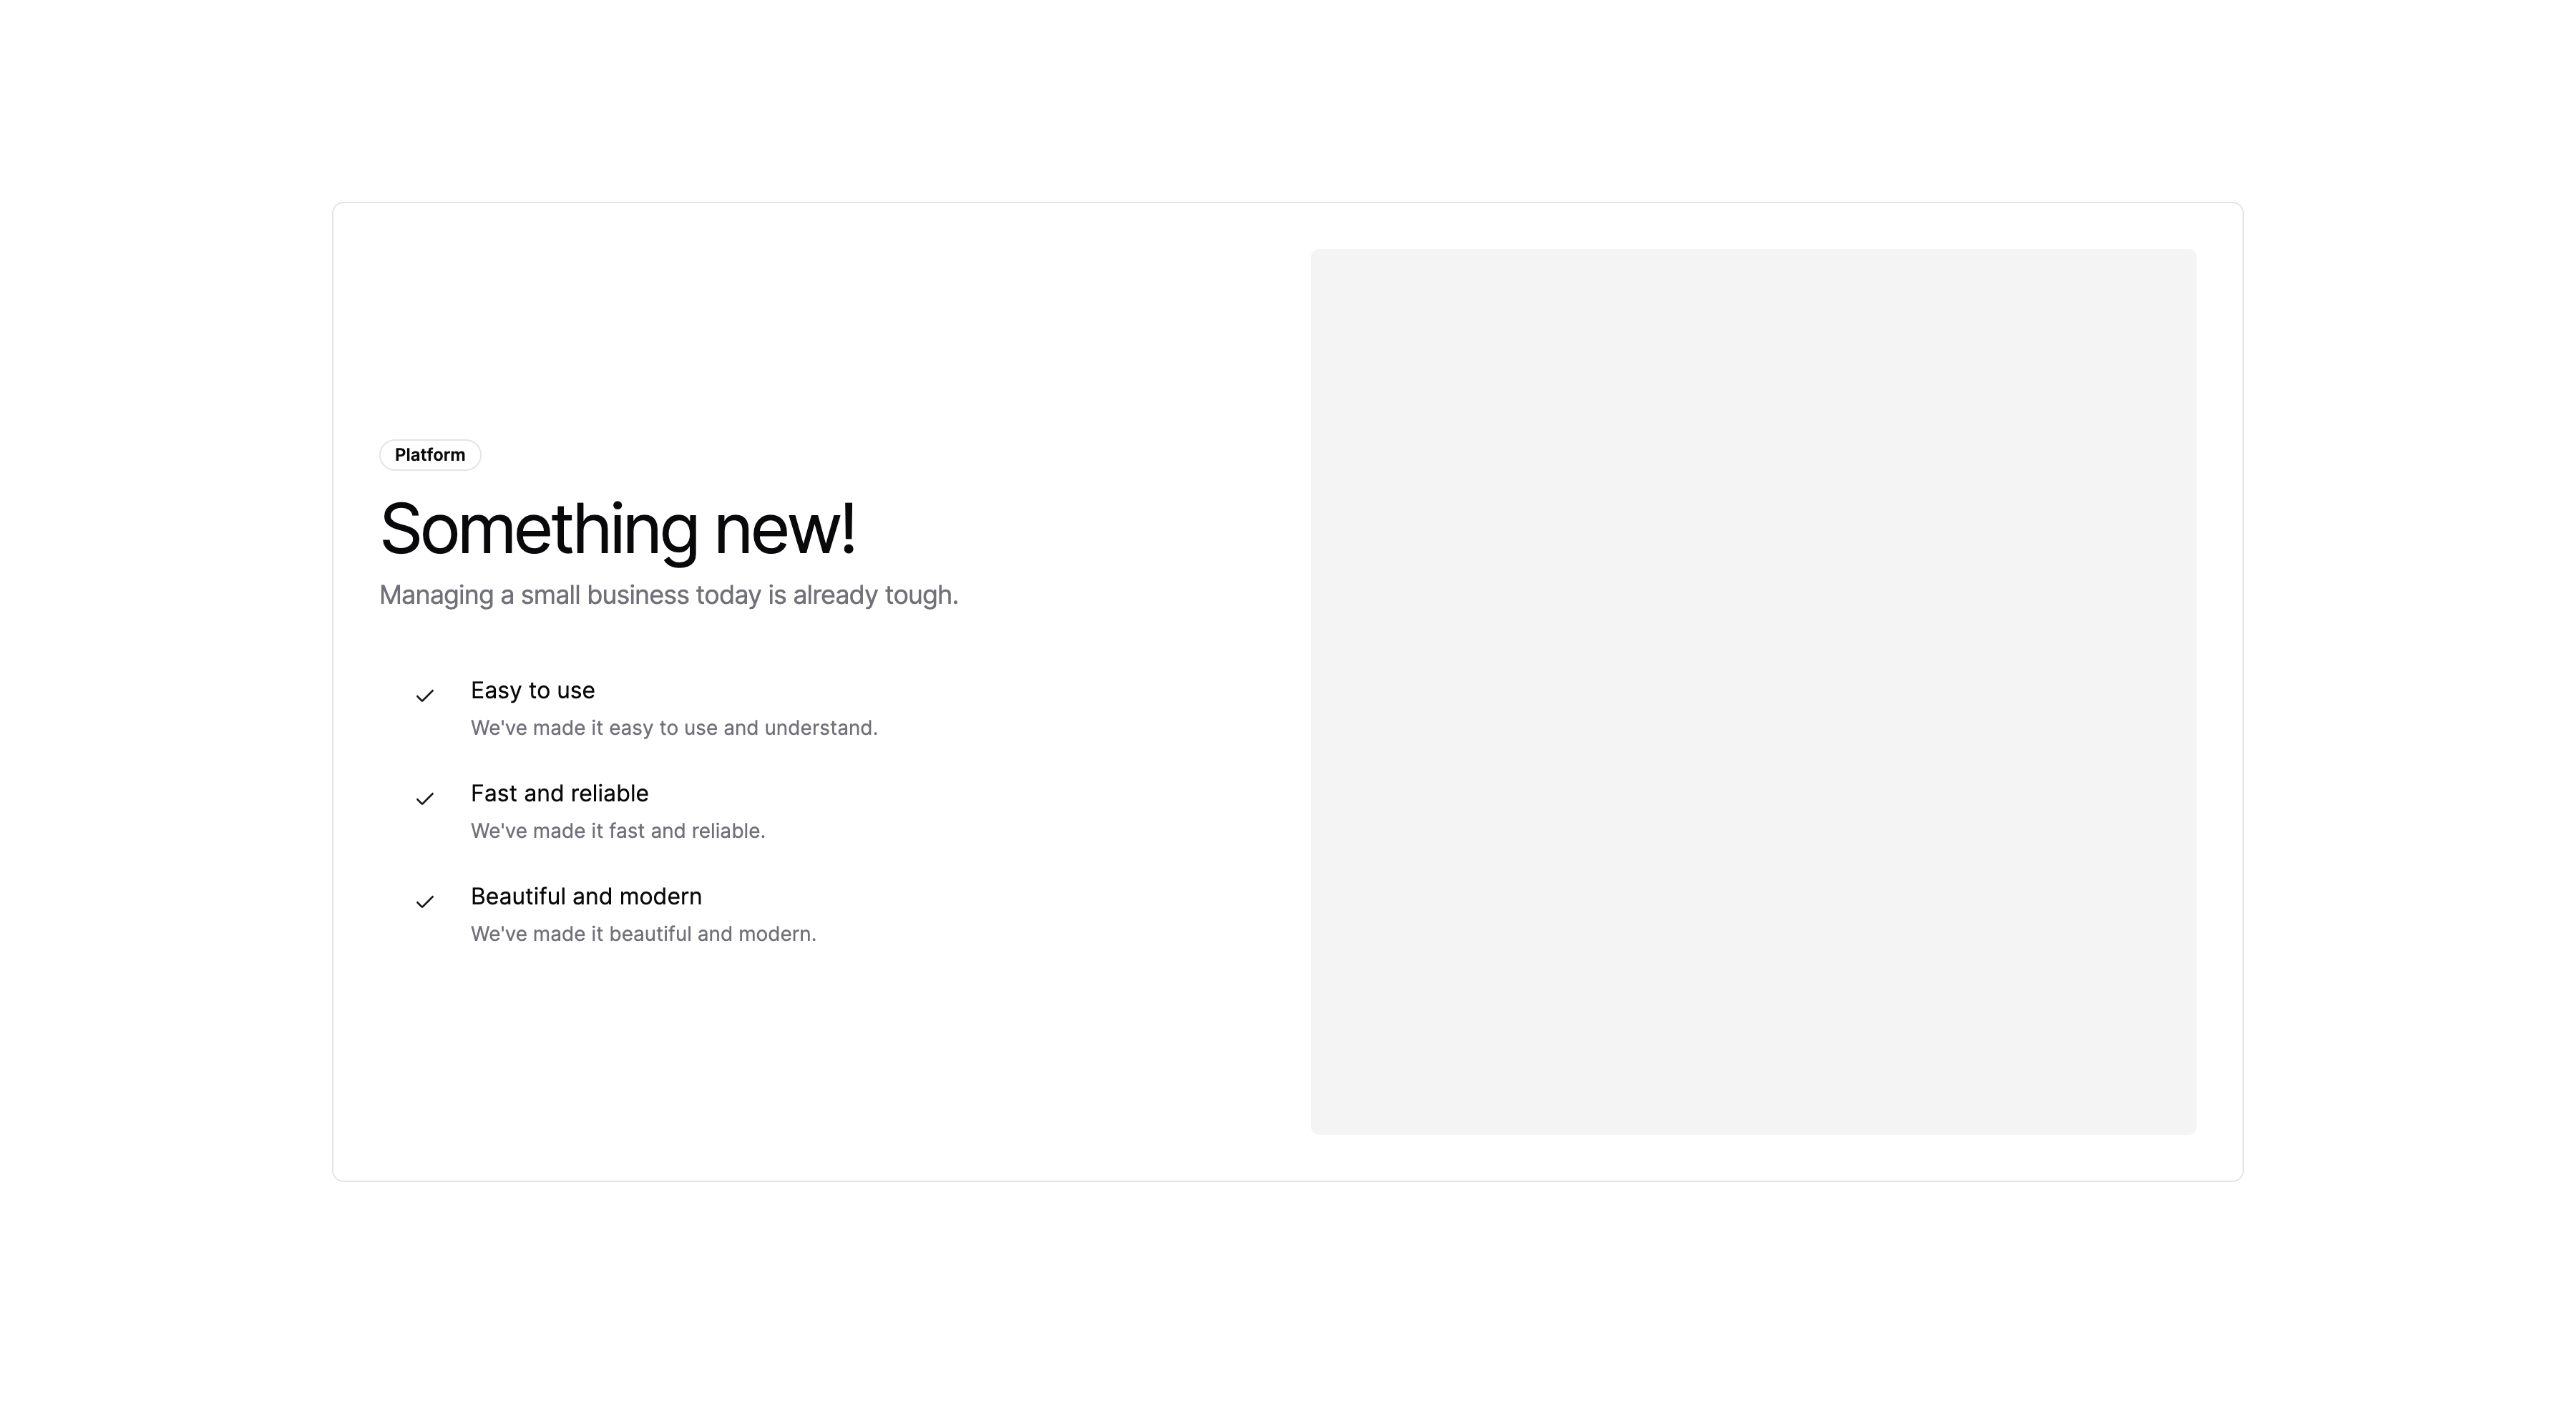 Platform
Something new!
Managing a small business today is already tough.
Easy to use
We've made it easy to use and understand.
Fast and reliable
We've made it fast and reliable.
Beautiful and modern
We've made it beautiful and modern.